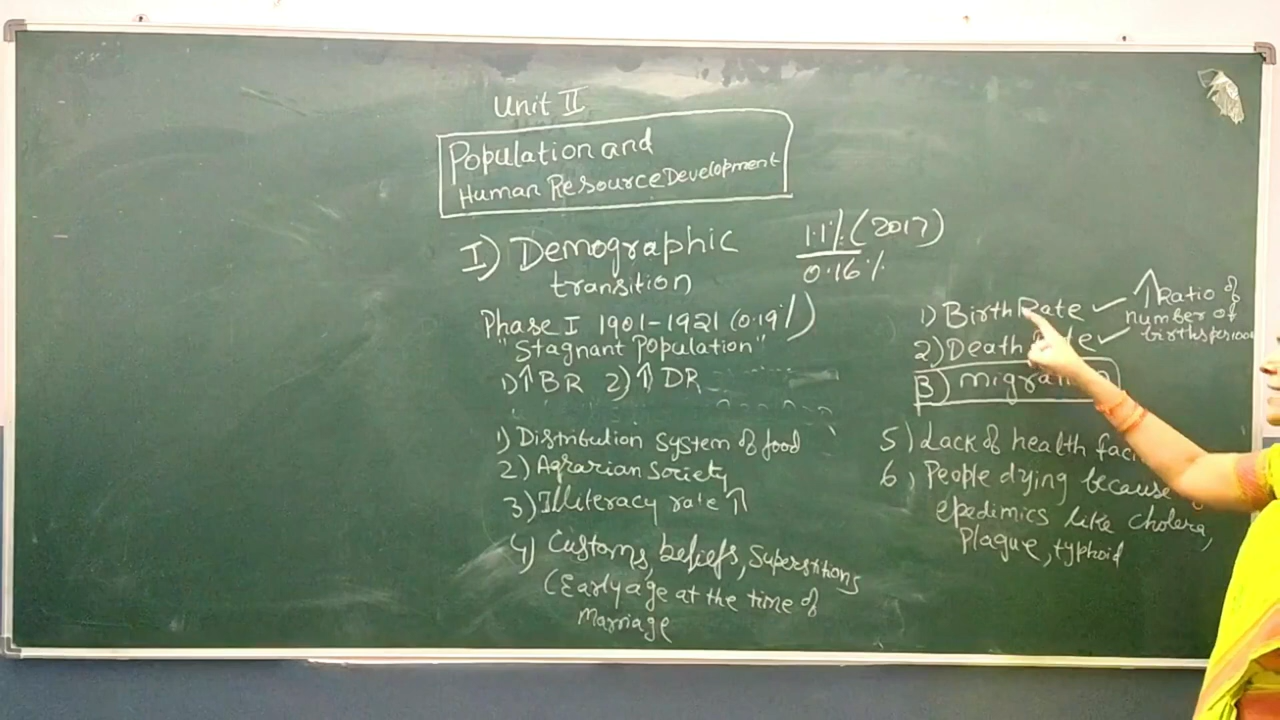 Unit II
Population and
Human Resource Development
I) Demographic
transition
1.1% (2017)
0.16%
Phase I 1901-1921 (0.19%)
"Stagnant Population"
1) ↑ BR 2) ↑ DR
1) Distribution system of food
2) Agrarian Society
3) Illiteracy rate ↑
4) Customs, beliefs, Superstitions
(Early age at the time of
Marriage
1) Birth Rate ✓ ↑ Ratio of
number of
births per 1000
2) Death ✓
3)
5) Lack of health
6) People dying because
epedimics like cholera,
Plague, typhoid